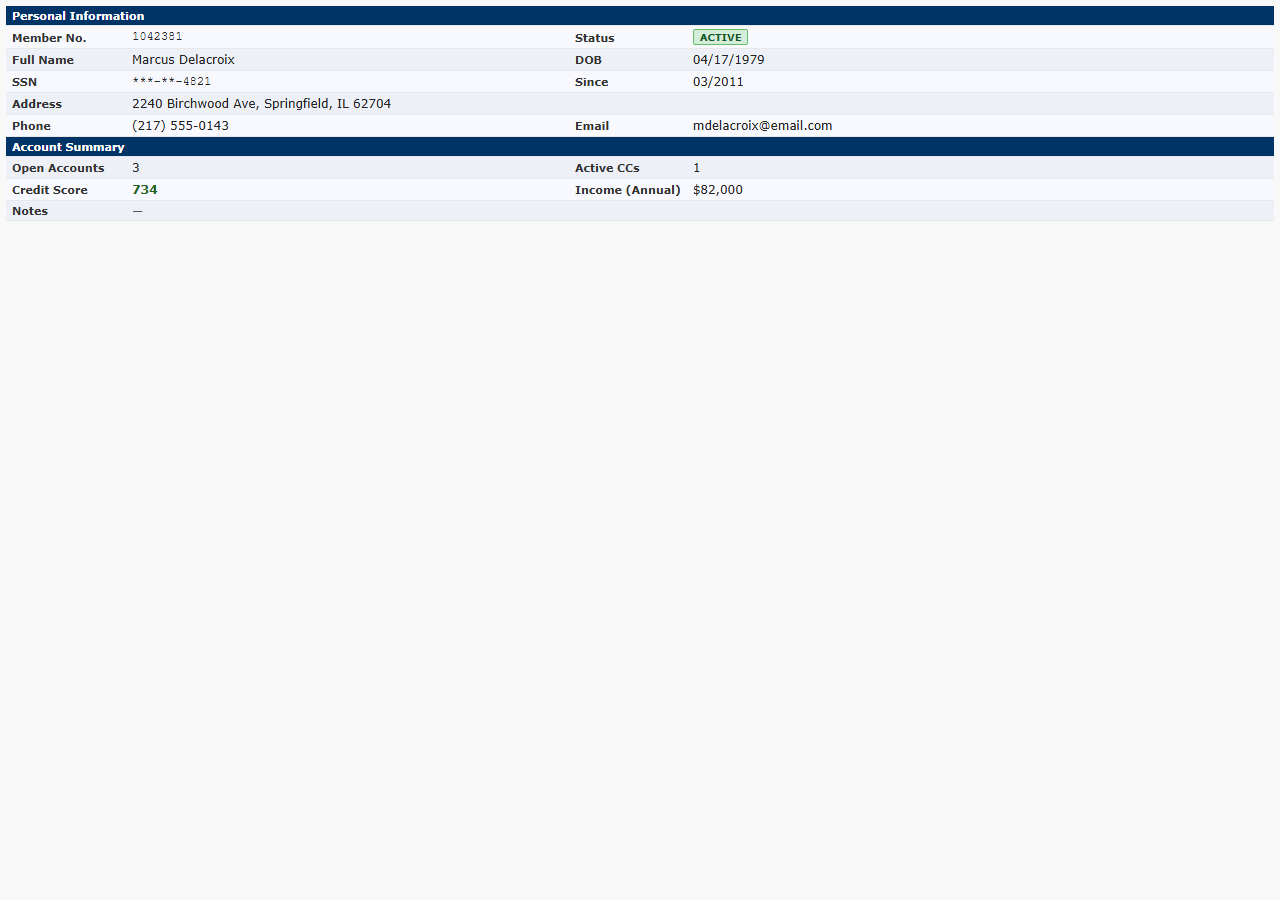 Personal Information
Member No. 1042381 Status ACTIVE
Full Name Marcus Delacroix DOB 04/17/1979
SSN ***-**-4821 Since 03/2011
Address 2240 Birchwood Ave, Springfield, IL 62704
Phone (217) 555-0143 Email mdelacroix@email.com
Account Summary
Open Accounts 3 Active CCs 1
Credit Score 734 Income (Annual) $82,000
Notes —